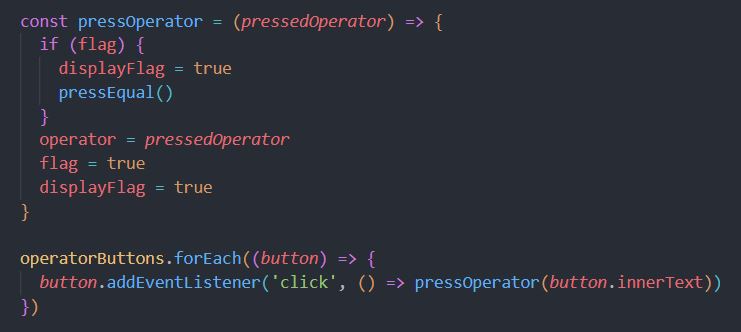 const pressOperator = (pressedOperator) => {
  if (flag) {
    displayFlag = true
    pressEqual()
  }
  operator = pressedOperator
  flag = true
  displayFlag = true
}

operatorButtons.forEach((button) => {
  button.addEventListener('click', () => pressOperator(button.innerText))
})